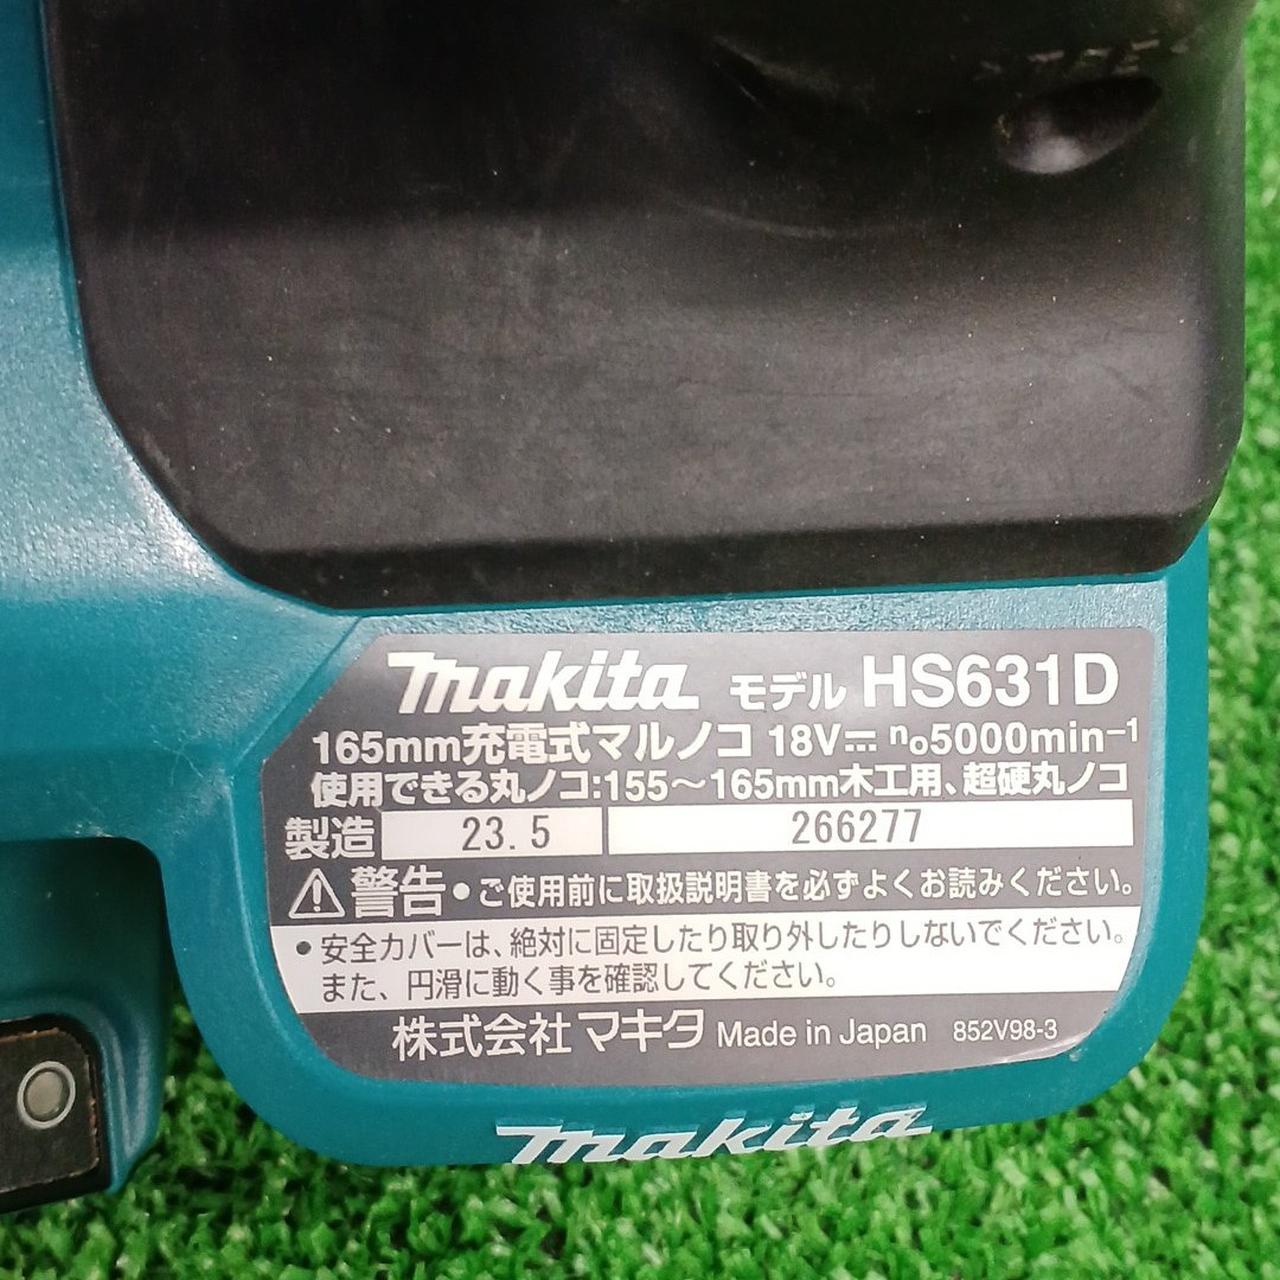 makita モデル HS631D
165mm充電式マルノコ 18V⎓ n₀5000min⁻¹
使用できる丸ノコ:155～165mm木工用、超硬丸ノコ
製造 23.5 266277
⚠警告 • ご使用前に取扱説明書を必ずよくお読みください。
• 安全カバーは、絶対に固定したり取り外したりしないでください。
また、円滑に動く事を確認してください。
株式会社マキタ Made in Japan 852V98-3
makita